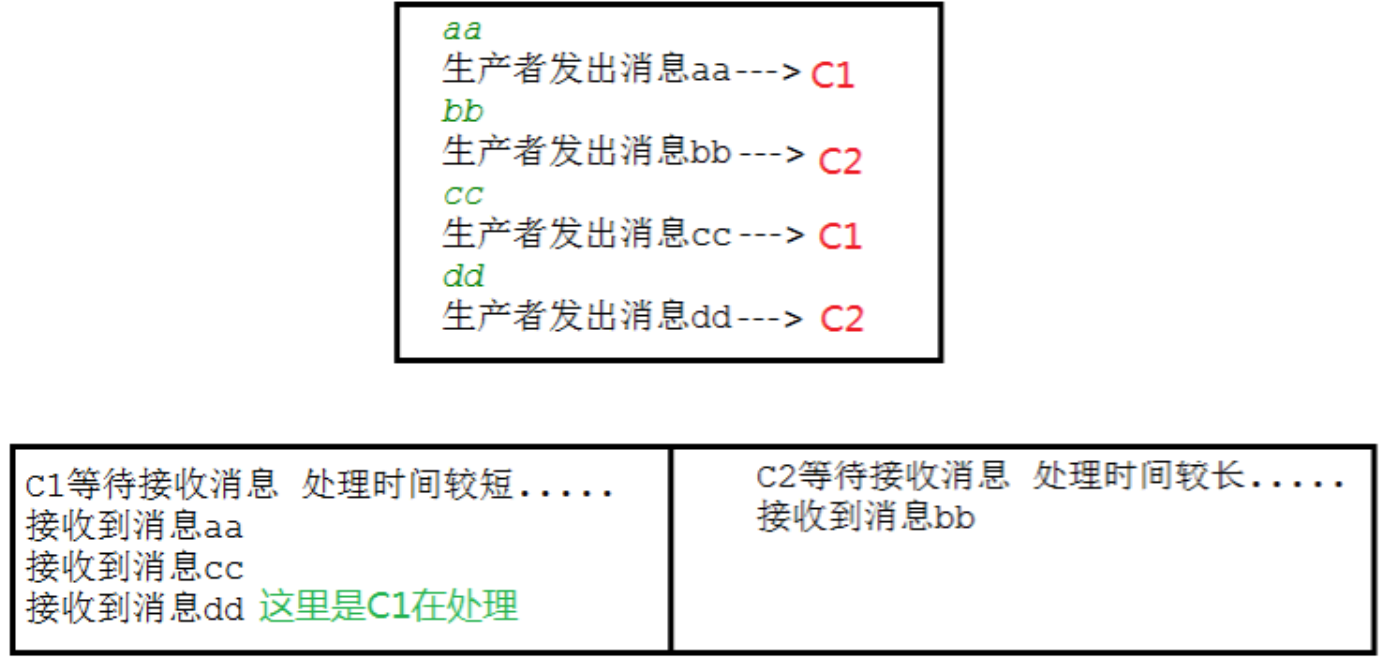 aa
生产者发出消息aa---> C1
bb
生产者发出消息bb---> C2
cc
生产者发出消息cc---> C1
dd
生产者发出消息dd---> C2
C1等待接收消息 处理时间较短.....
接收到消息aa
接收到消息cc
接收到消息dd 这里是C1在处理
C2等待接收消息 处理时间较长.....
接收到消息bb